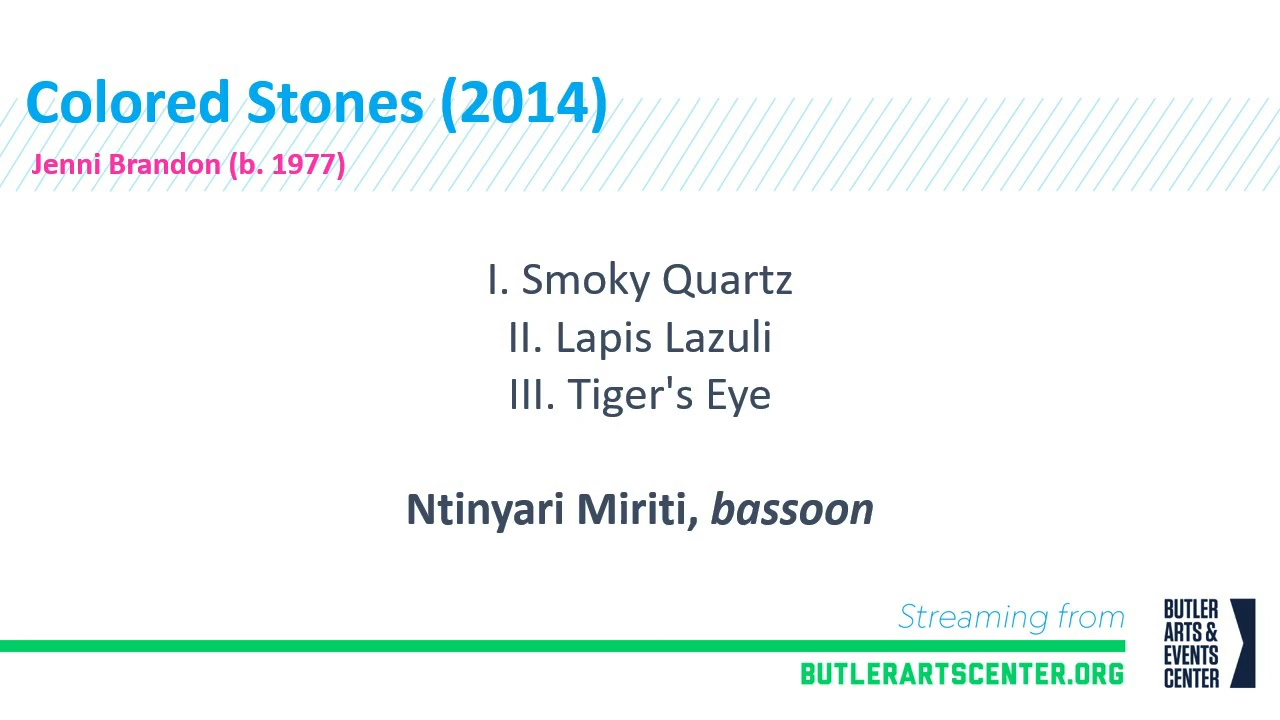 Colored Stones (2014)
Jenni Brandon (b. 1977)
I. Smoky Quartz
II. Lapis Lazuli
III. Tiger's Eye
Ntinyari Miriti, bassoon
Streaming from
BUTLERARTSCENTER.ORG
BUTLER
ARTS &
EVENTS
CENTER